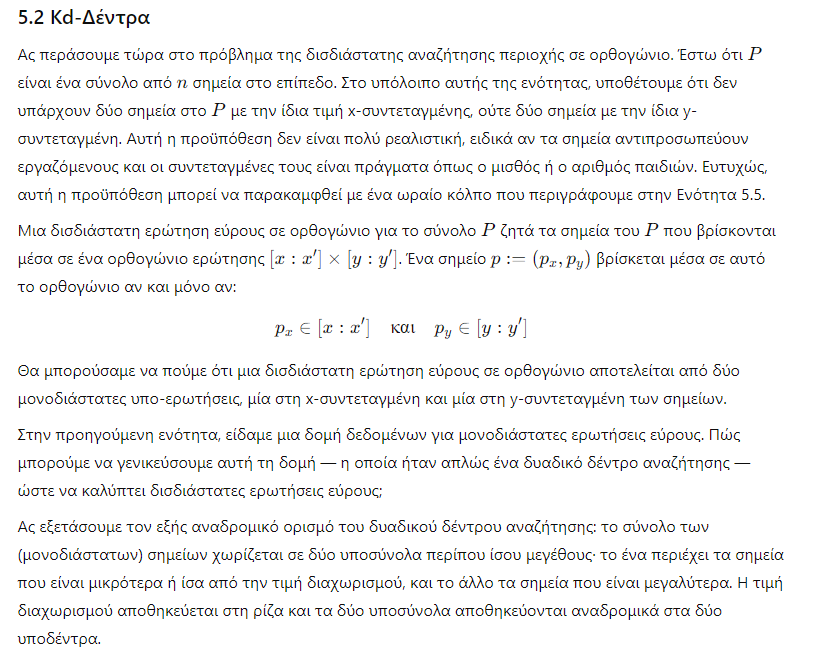 5.2 Kd-Δέντρα
Ας περάσουμε τώρα στο πρόβλημα της δισδιάστατης αναζήτησης περιοχής σε ορθογώνιο. Έστω ότι P
είναι ένα σύνολο από n σημεία στο επίπεδο. Στο υπόλοιπο αυτής της ενότητας, υποθέτουμε ότι δεν
υπάρχουν δύο σημεία στο P με την ίδια τιμή x-συντεταγμένης, ούτε δύο σημεία με την ίδια y-
συντεταγμένη. Αυτή η προϋπόθεση δεν είναι πολύ ρεαλιστική, ειδικά αν τα σημεία αντιπροσωπεύουν
εργαζόμενους και οι συντεταγμένες τους είναι πράγματα όπως ο μισθός ή ο αριθμός παιδιών. Ευτυχώς,
αυτή η προϋπόθεση μπορεί να παρακαμφθεί με ένα ωραίο κόλπο που περιγράφουμε στην Ενότητα 5.5.
Μια δισδιάστατη ερώτηση εύρους σε ορθογώνιο για το σύνολο P ζητά τα σημεία του P που βρίσκονται
μέσα σε ένα ορθογώνιο ερώτησης [x : x′] × [y : y′]. Ένα σημείο p := (pₓ, p_y) βρίσκεται μέσα σε αυτό
το ορθογώνιο αν και μόνο αν:
pₓ ∈ [x : x′] και p_y ∈ [y : y′]
Θα μπορούσαμε να πούμε ότι μια δισδιάστατη ερώτηση εύρους σε ορθογώνιο αποτελείται από δύο
μονοδιάστατες υπο-ερωτήσεις, μία στη x-συντεταγμένη και μία στη y-συντεταγμένη των σημείων.
Στην προηγούμενη ενότητα, είδαμε μια δομή δεδομένων για μονοδιάστατες ερωτήσεις εύρους. Πώς
μπορούμε να γενικεύσουμε αυτή τη δομή — η οποία ήταν απλώς ένα δυαδικό δέντρο αναζήτησης —
ώστε να καλύπτει δισδιάστατες ερωτήσεις εύρους;
Ας εξετάσουμε τον εξής αναδρομικό ορισμό του δυαδικού δέντρου αναζήτησης: το σύνολο των
(μονοδιάστατων) σημείων χωρίζεται σε δύο υποσύνολα περίπου ίσου μεγέθους· το ένα περιέχει τα σημεία
που είναι μικρότερα ή ίσα από την τιμή διαχωρισμού, και το άλλο τα σημεία που είναι μεγαλύτερα. Η τιμή
διαχωρισμού αποθηκεύεται στη ρίζα και τα δύο υποσύνολα αποθηκεύονται αναδρομικά στα δύο
υποδέντρα.